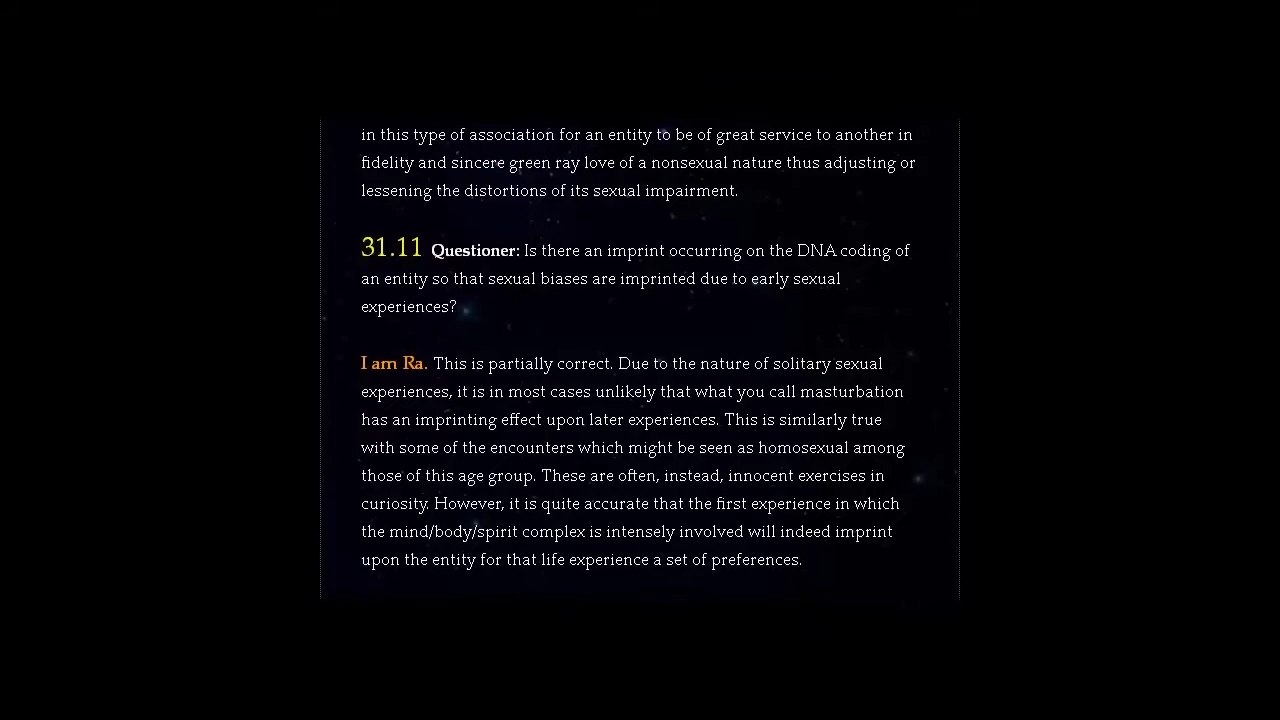 in this type of association for an entity to be of great service to another in
fidelity and sincere green ray love of a nonsexual nature thus adjusting or
lessening the distortions of its sexual impairment.
31.11 Questioner: Is there an imprint occurring on the DNA coding of
an entity so that sexual biases are imprinted due to early sexual
experiences?
I am Ra. This is partially correct. Due to the nature of solitary sexual
experiences, it is in most cases unlikely that what you call masturbation
has an imprinting effect upon later experiences. This is similarly true
with some of the encounters which might be seen as homosexual among
those of this age group. These are often, instead, innocent exercises in
curiosity. However, it is quite accurate that the first experience in which
the mind/body/spirit complex is intensely involved will indeed imprint
upon the entity for that life experience a set of preferences.